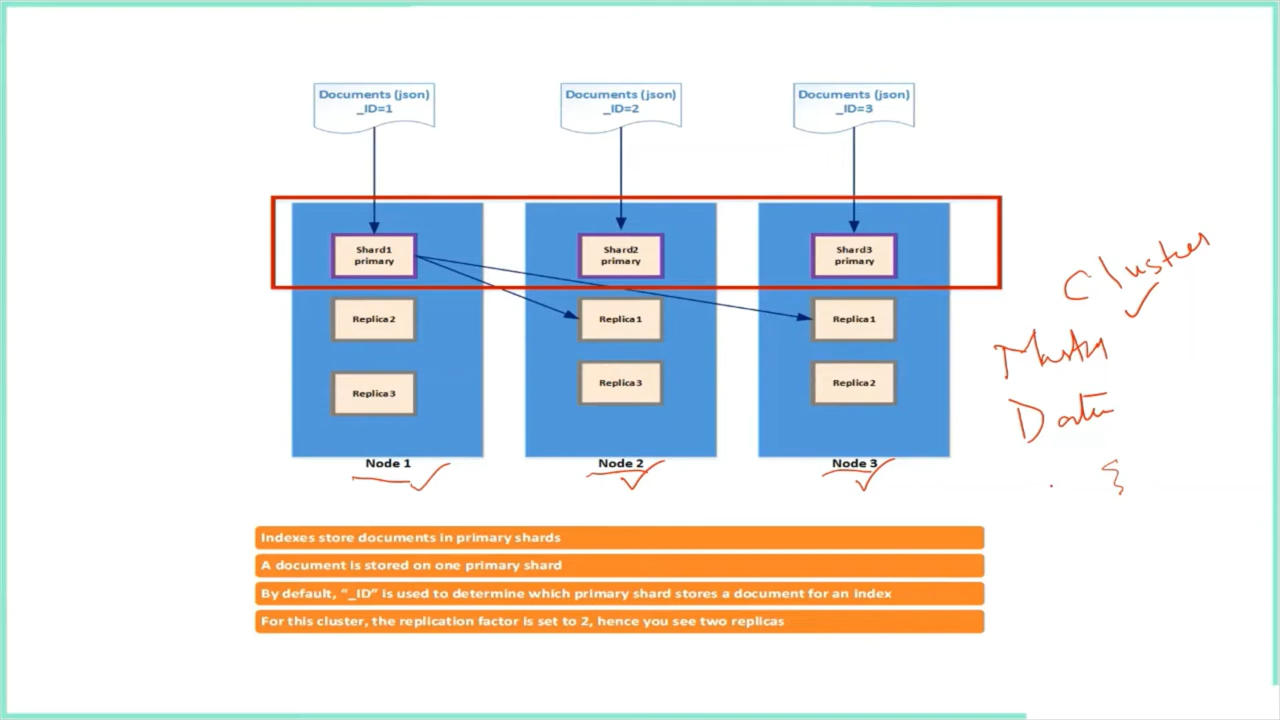 Documents (json)
_ID=1
Documents (json)
_ID=2
Documents (json)
_ID=3
Shard1
primary
Shard2
primary
Shard3
primary
Replica2
Replica1
Replica1
Replica3
Replica3
Replica2
Node 1
Node 2
Node 3
Cluster
Master
Data
Indexes store documents in primary shards
A document is stored on one primary shard
By default, “_ID” is used to determine which primary shard stores a document for an index
For this cluster, the replication factor is set to 2, hence you see two replicas